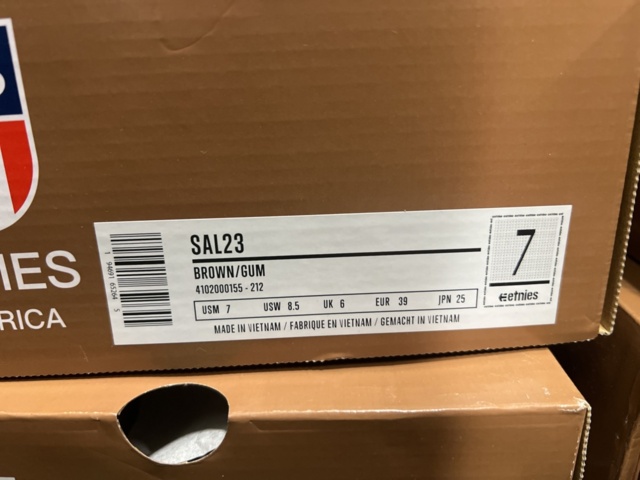 IES
RICA
SAL23
BROWN/GUM
4102000155 - 212
USM 7 USW 8.5 UK 6 EUR 39 JPN 25
MADE IN VIETNAM / FABRIQUE EN VIETNAM / GEMACHT IN VIETNAM
7
etnies